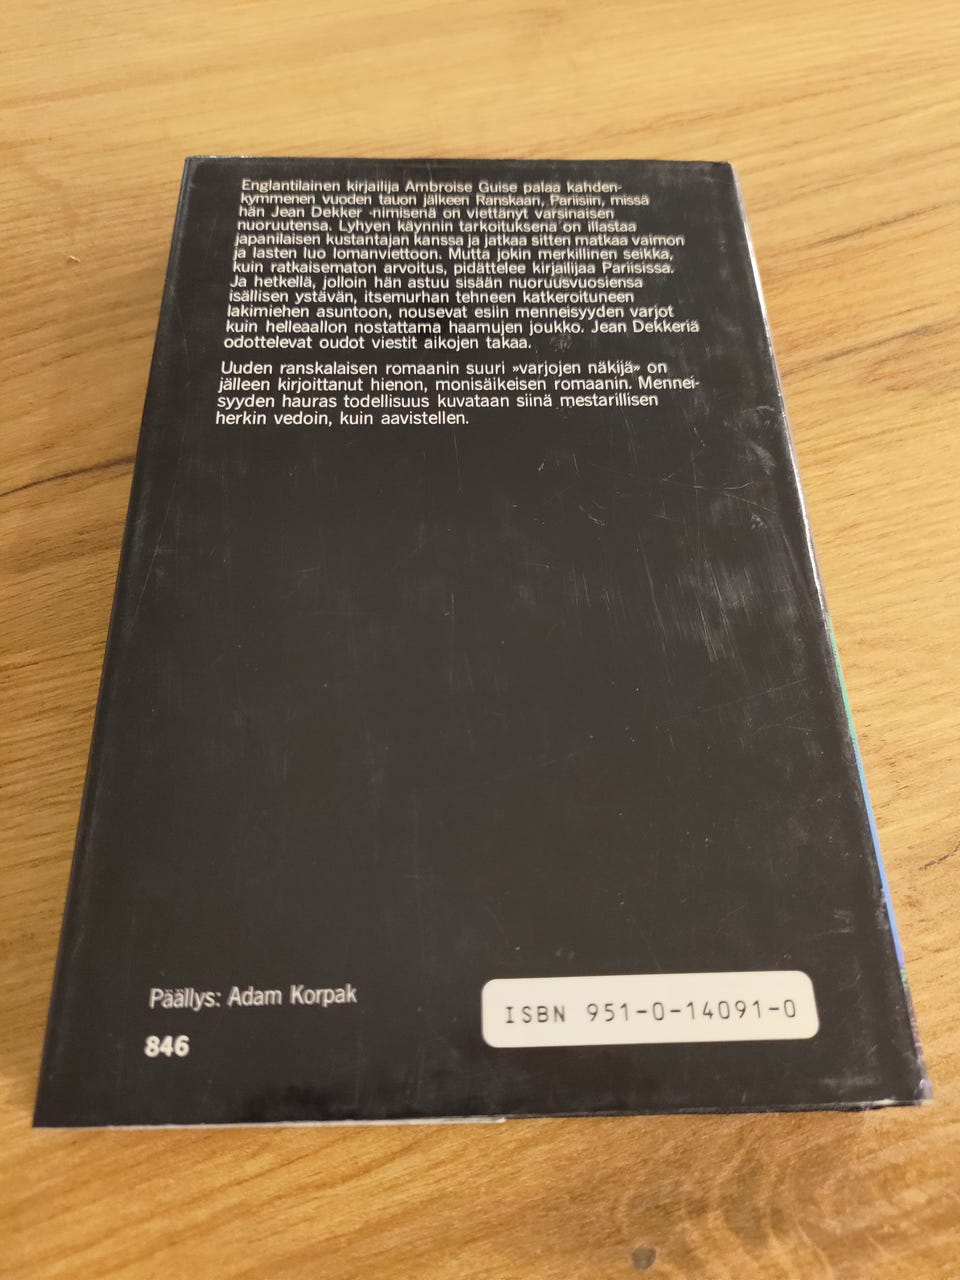 Englantilainen kirjailija Ambroise Guise palaa kahden-
kymmenen vuoden tauon jälkeen Ranskaan, Pariisiin, missä
hän Jean Dekker -nimisenä on viettänyt varsinaisen
nuoruutensa. Lyhyen käynnin tarkoituksena on illastaa
japanilaisen kustantajan kanssa ja jatkaa sitten matkaa vaimon
ja lasten luo lomanviettoon. Mutta jokin merkillinen seikka,
kuin ratkaisematon arvoitus, pidättelee kirjailijaa Pariisissa.
Ja hetkellä, jolloin hän astuu sisään nuoruusvuosiensa
isällisen ystävän, itsemurhan tehneen katkeroituneen
lakimiehen asuntoon, nousevat esiin menneisyyden varjot
kuin helleaallon nostattama haamujen joukko. Jean Dekkeriä
odottelevat oudot viestit aikojen takaa.
Uuden ranskalaisen romaanin suuri »varjojen näkijä» on
jälleen kirjoittanut hienon, monisäikeisen romaanin. Mennei-
syyden hauras todellisuus kuvataan siinä mestarillisen
herkin vedoin, kuin aavistellen.
Päällys: Adam Korpak
846
ISBN 951-0-14091-0